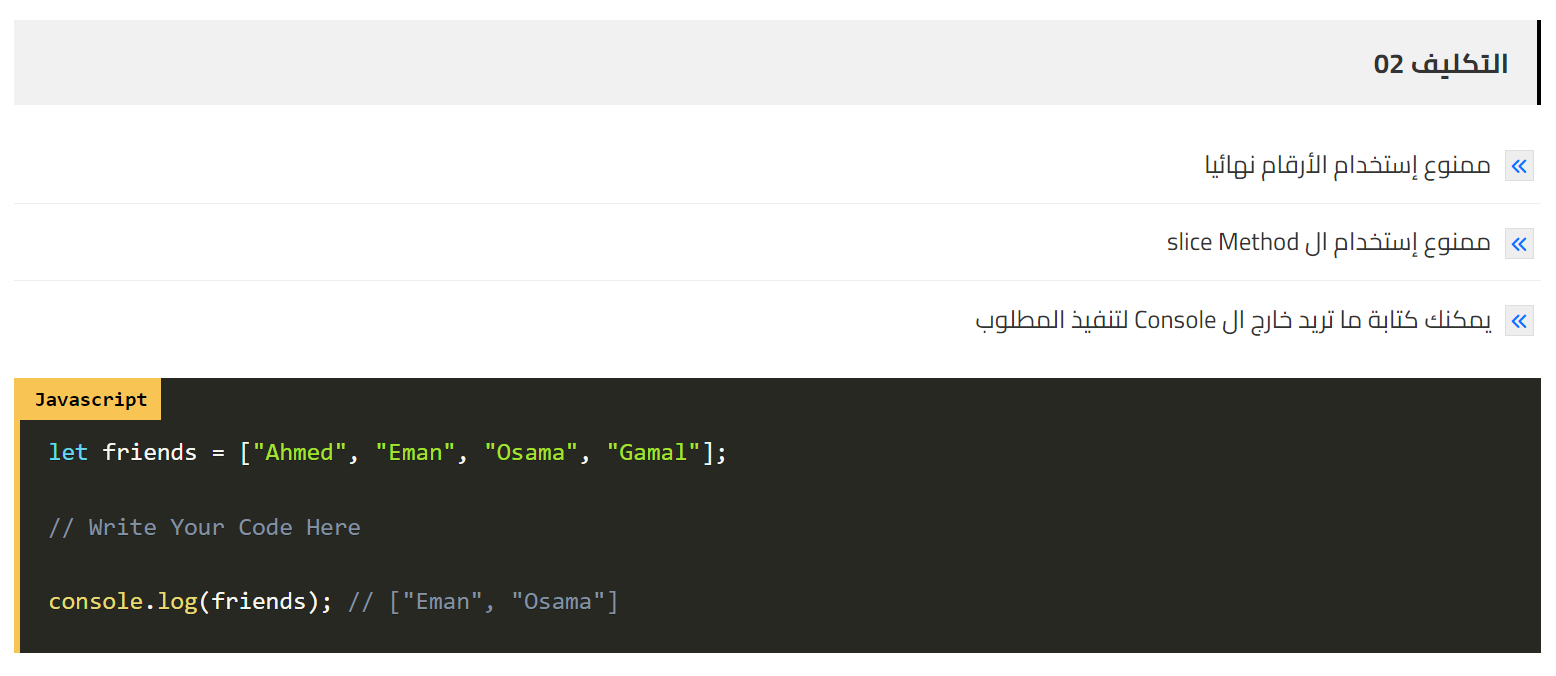 التكليف 02
ممنوع إستخدام الأرقام نهائيا
ممنوع إستخدام ال slice Method
يمكنك كتابة ما تريد خارج ال Console لتنفيذ المطلوب
Javascript
let friends = ["Ahmed", "Eman", "Osama", "Gamal"];
// Write Your Code Here
console.log(friends); // ["Eman", "Osama"]